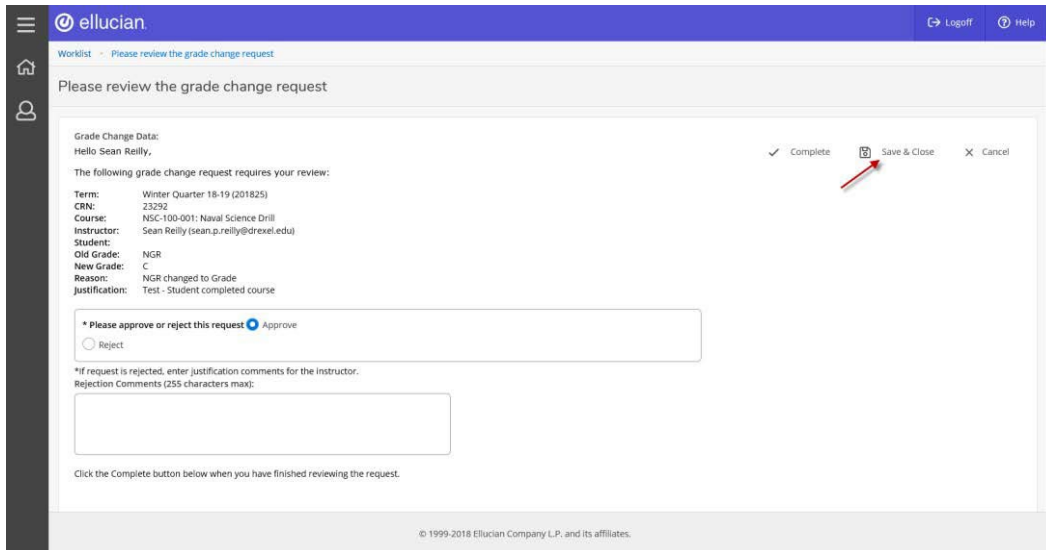 ellucian.
Logoff
Help
Worklist - Please review the grade change request
Please review the grade change request
Grade Change Data:
Hello Sean Reilly,
Complete
Save & Close
Cancel
The following grade change request requires your review:
Term: Winter Quarter 18-19 (201825)
CRN: 23292
Course: NSC-100-001: Naval Science Drill
Instructor: Sean Reilly (sean.p.reilly@drexel.edu)
Student:
Old Grade: NGR
New Grade: C
Reason: NGR changed to Grade
Justification: Test - Student completed course
* Please approve or reject this request Approve
Reject
*If request is rejected, enter justification comments for the instructor.
Rejection Comments (255 characters max):
Click the Complete button below when you have finished reviewing the request.
© 1999-2018 Ellucian Company L.P. and its affiliates.